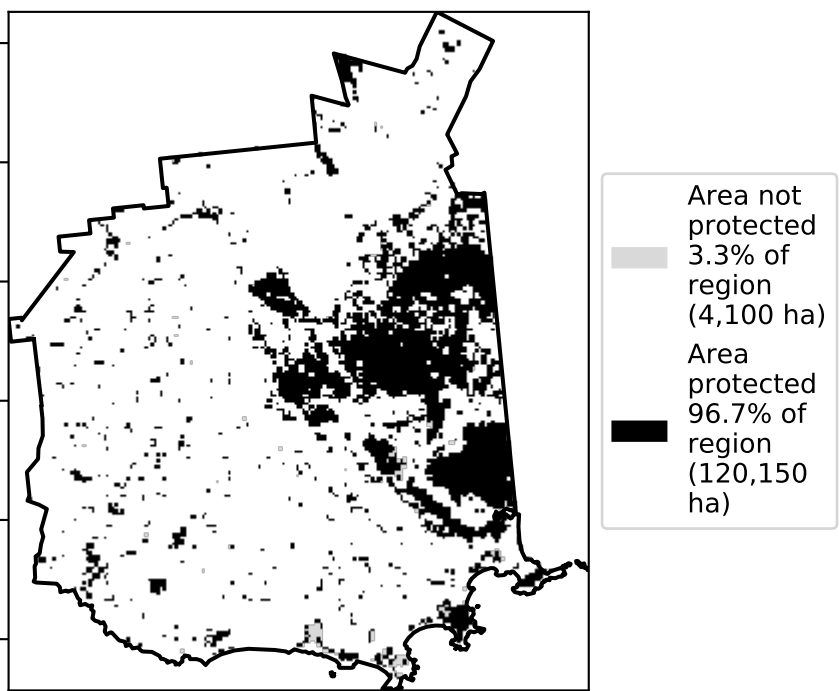 Area not
protected
3.3% of
region
(4,100 ha)
Area
protected
96.7% of
region
(120,150
ha)